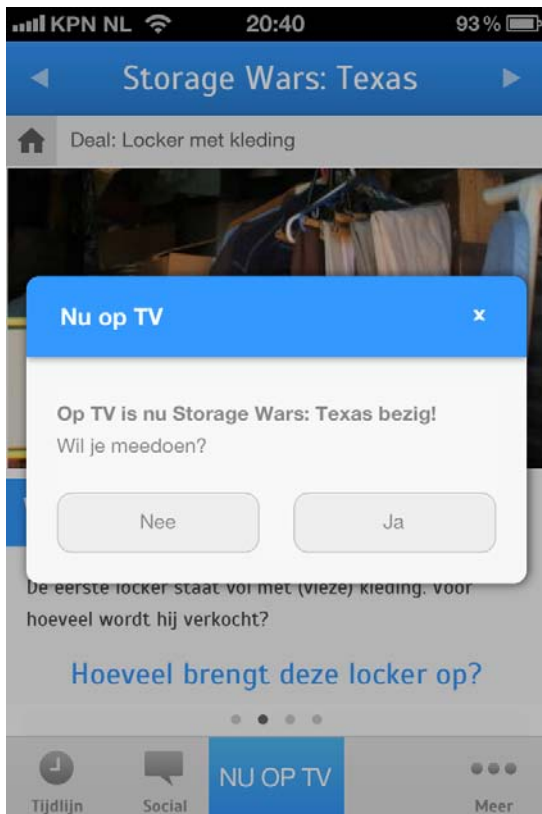 KPN NL 20:40 93%
Storage Wars: Texas
Deal: Locker met kleding
Nu op TV x
Op TV is nu Storage Wars: Texas bezig!
Wil je meedoen?
Nee Ja
De eerste locker staat vol met (vieze) kleding. Voor
hoeveel wordt hij verkocht?
Hoeveel brengt deze locker op?
NU OP TV
Tijdlijn Social Meer